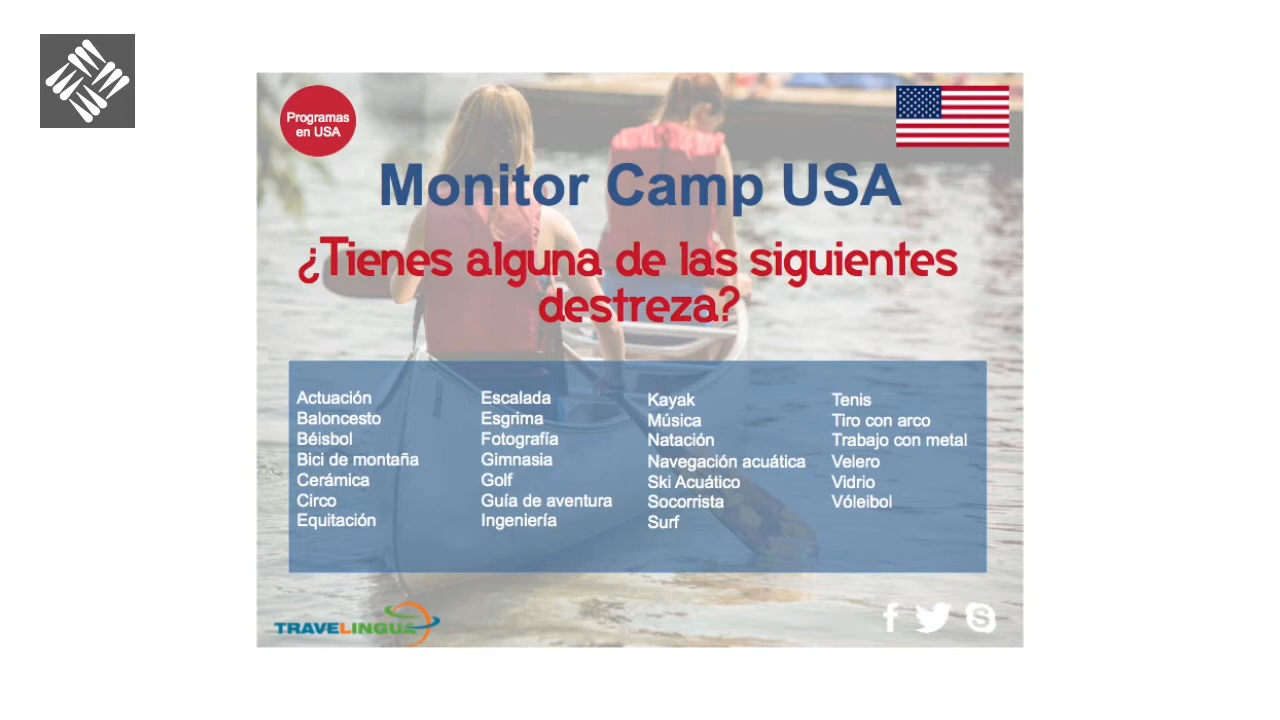 Programas
en USA
Monitor Camp USA
¿Tienes alguna de las siguientes
destreza?
Actuación
Baloncesto
Béisbol
Bici de montaña
Cerámica
Circo
Equitación
Escalada
Esgrima
Fotografía
Gimnasia
Golf
Guía de aventura
Ingeniería
Kayak
Música
Natación
Navegación acuática
Ski Acuático
Socorrista
Surf
Tenis
Tiro con arco
Trabajo con metal
Velero
Vidrio
Vóleibol
TRAVELINGUA